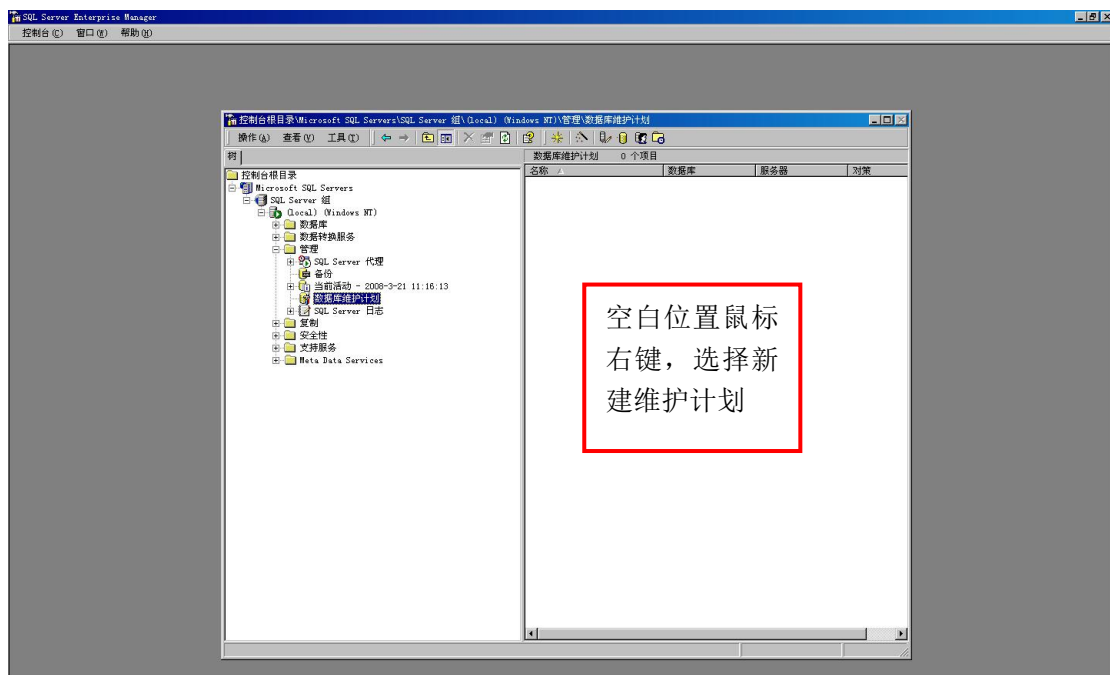 SQL Server Enterprise Manager
控制台(C) 窗口(W) 帮助(H)
控制台根目录\Microsoft SQL Servers\SQL Server 组\(local) (Windows NT)\管理\数据库维护计划
操作(A) 查看(V) 工具(T)
树
数据库维护计划 0 个项目
名称 数据库 服务器 对策
控制台根目录
Microsoft SQL Servers
SQL Server 组
(local) (Windows NT)
数据库
数据转换服务
管理
SQL Server 代理
备份
当前活动 - 2008-3-21 11:16:13
数据库维护计划
SQL Server 日志
复制
安全性
支持服务
Meta Data Services
空白位置鼠标
右键，选择新
建维护计划